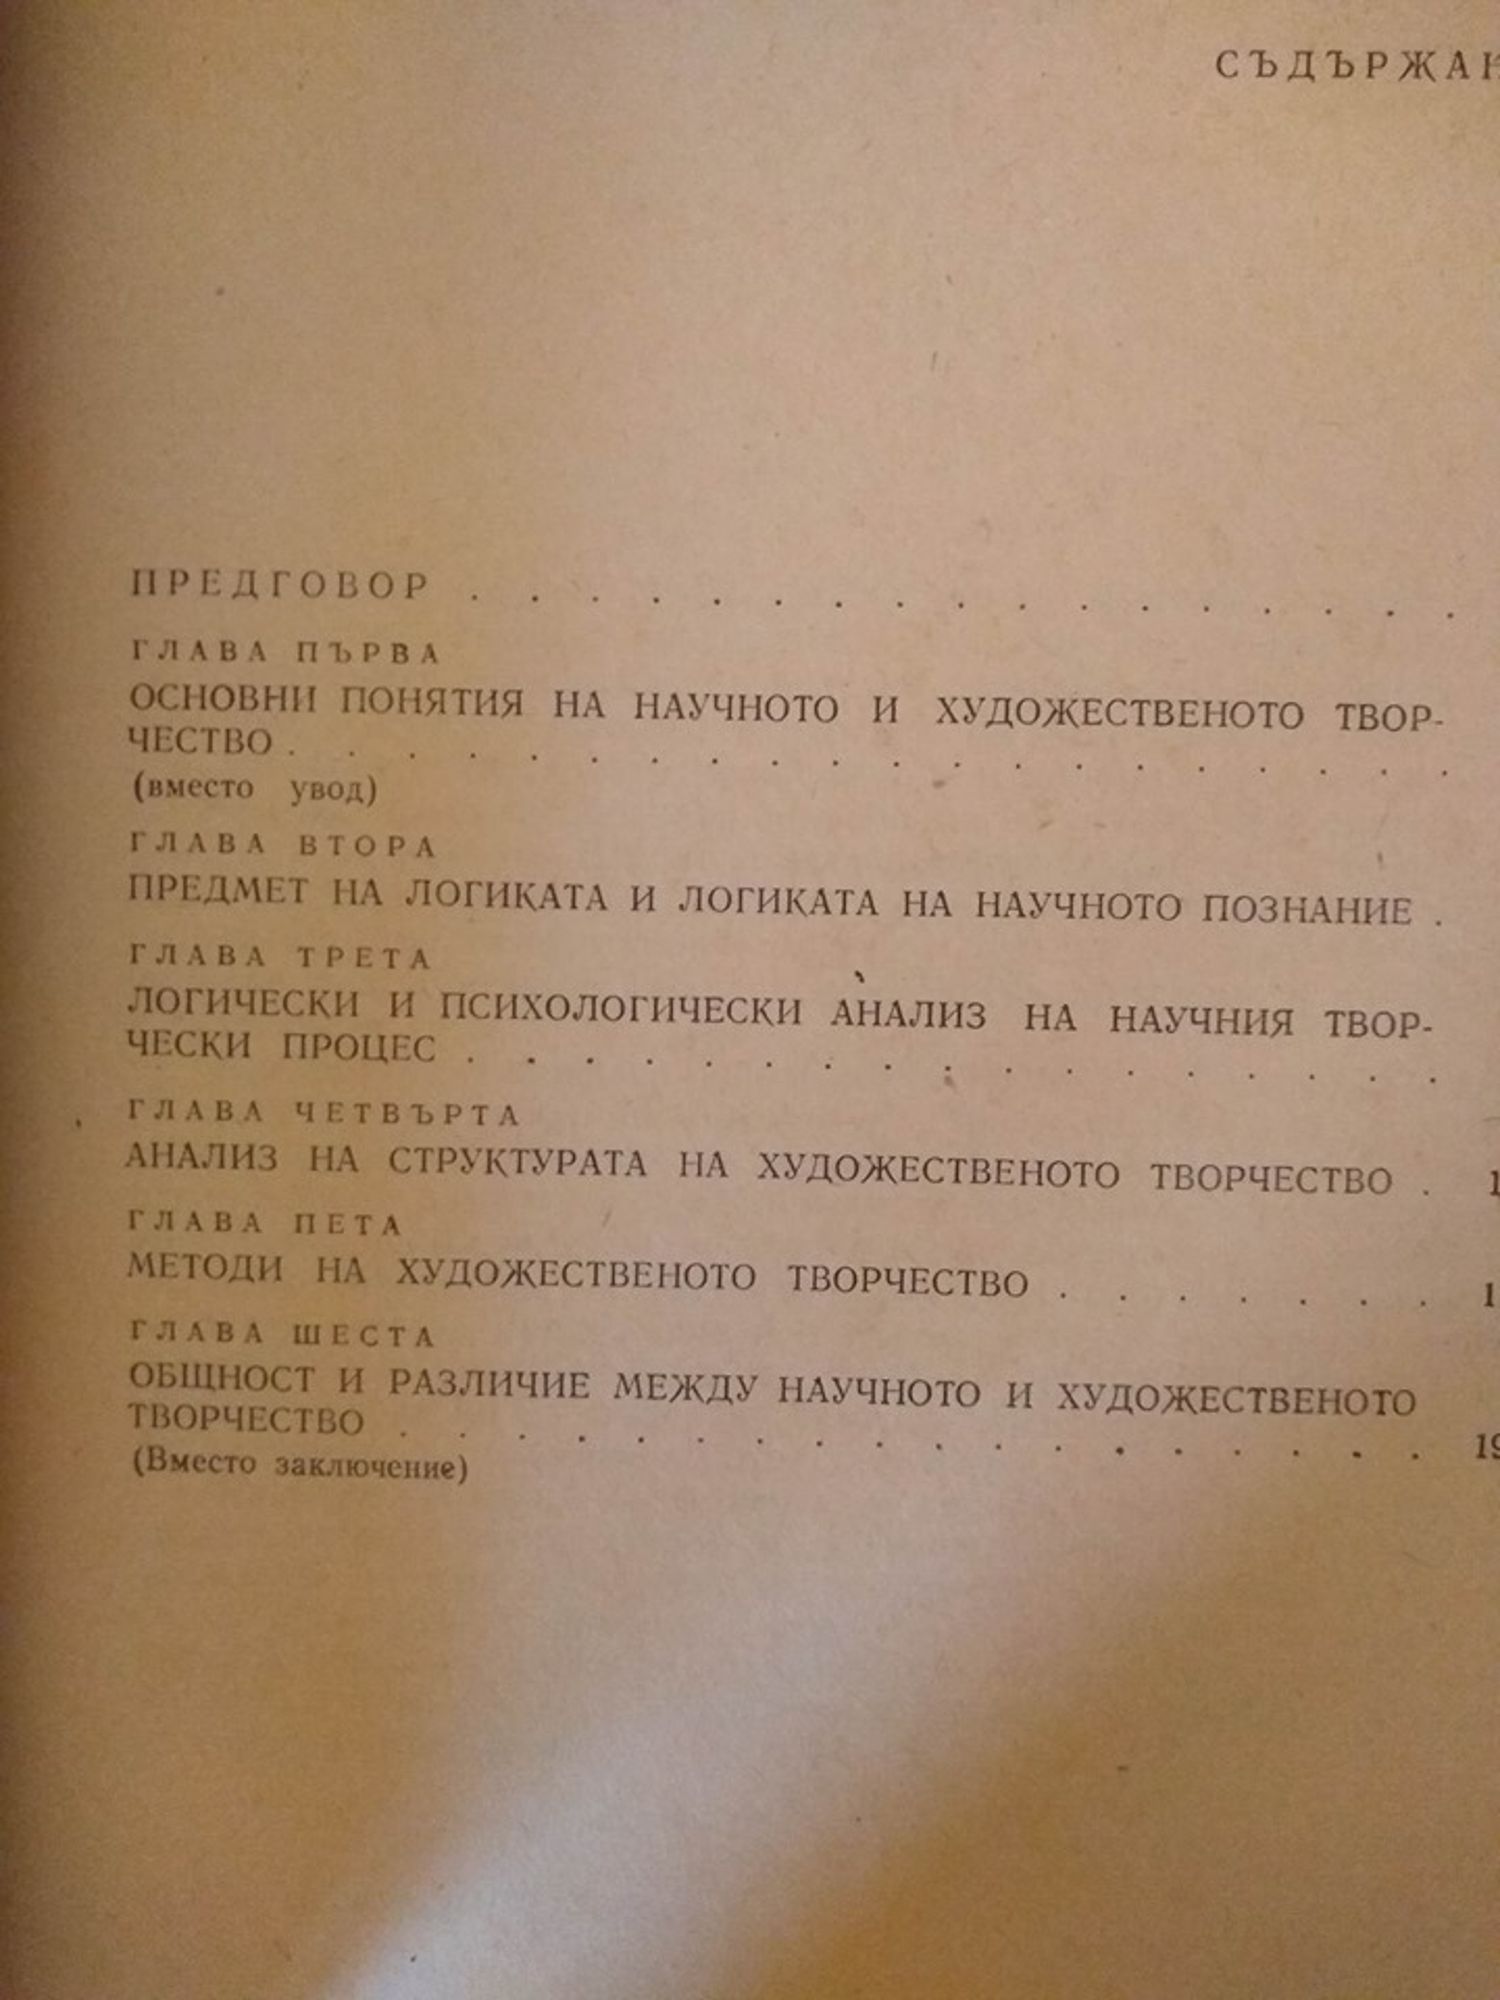 СЪДЪРЖАН
ПРЕДГОВОР . . . . . . . . . . . . . . . . .
ГЛАВА ПЪРВА
ОСНОВНИ ПОНЯТИЯ НА НАУЧНОТО И ХУДОЖЕСТВЕНОТО ТВОР-
ЧЕСТВО . . . . . . . . . . . . . . . . . . . .
(вместо увод)
ГЛАВА ВТОРА
ПРЕДМЕТ НА ЛОГИКАТА И ЛОГИКАТА НА НАУЧНОТО ПОЗНАНИЕ .
ГЛАВА ТРЕТА
ЛОГИЧЕСКИ И ПСИХОЛОГИЧЕСКИ АНАЛИЗ НА НАУЧНИЯ ТВОР-
ЧЕСКИ ПРОЦЕС . . . . . . . . . . . . . . . . .
ГЛАВА ЧЕТВЪРТА
АНАЛИЗ НА СТРУКТУРАТА НА ХУДОЖЕСТВЕНОТО ТВОРЧЕСТВО . 1
ГЛАВА ПЕТА
МЕТОДИ НА ХУДОЖЕСТВЕНОТО ТВОРЧЕСТВО . . . . . . . 1
ГЛАВА ШЕСТА
ОБЩНОСТ И РАЗЛИЧИЕ МЕЖДУ НАУЧНОТО И ХУДОЖЕСТВЕНОТО
ТВОРЧЕСТВО . . . . . . . . . . . . . . . . . . 19
(Вместо заключение)